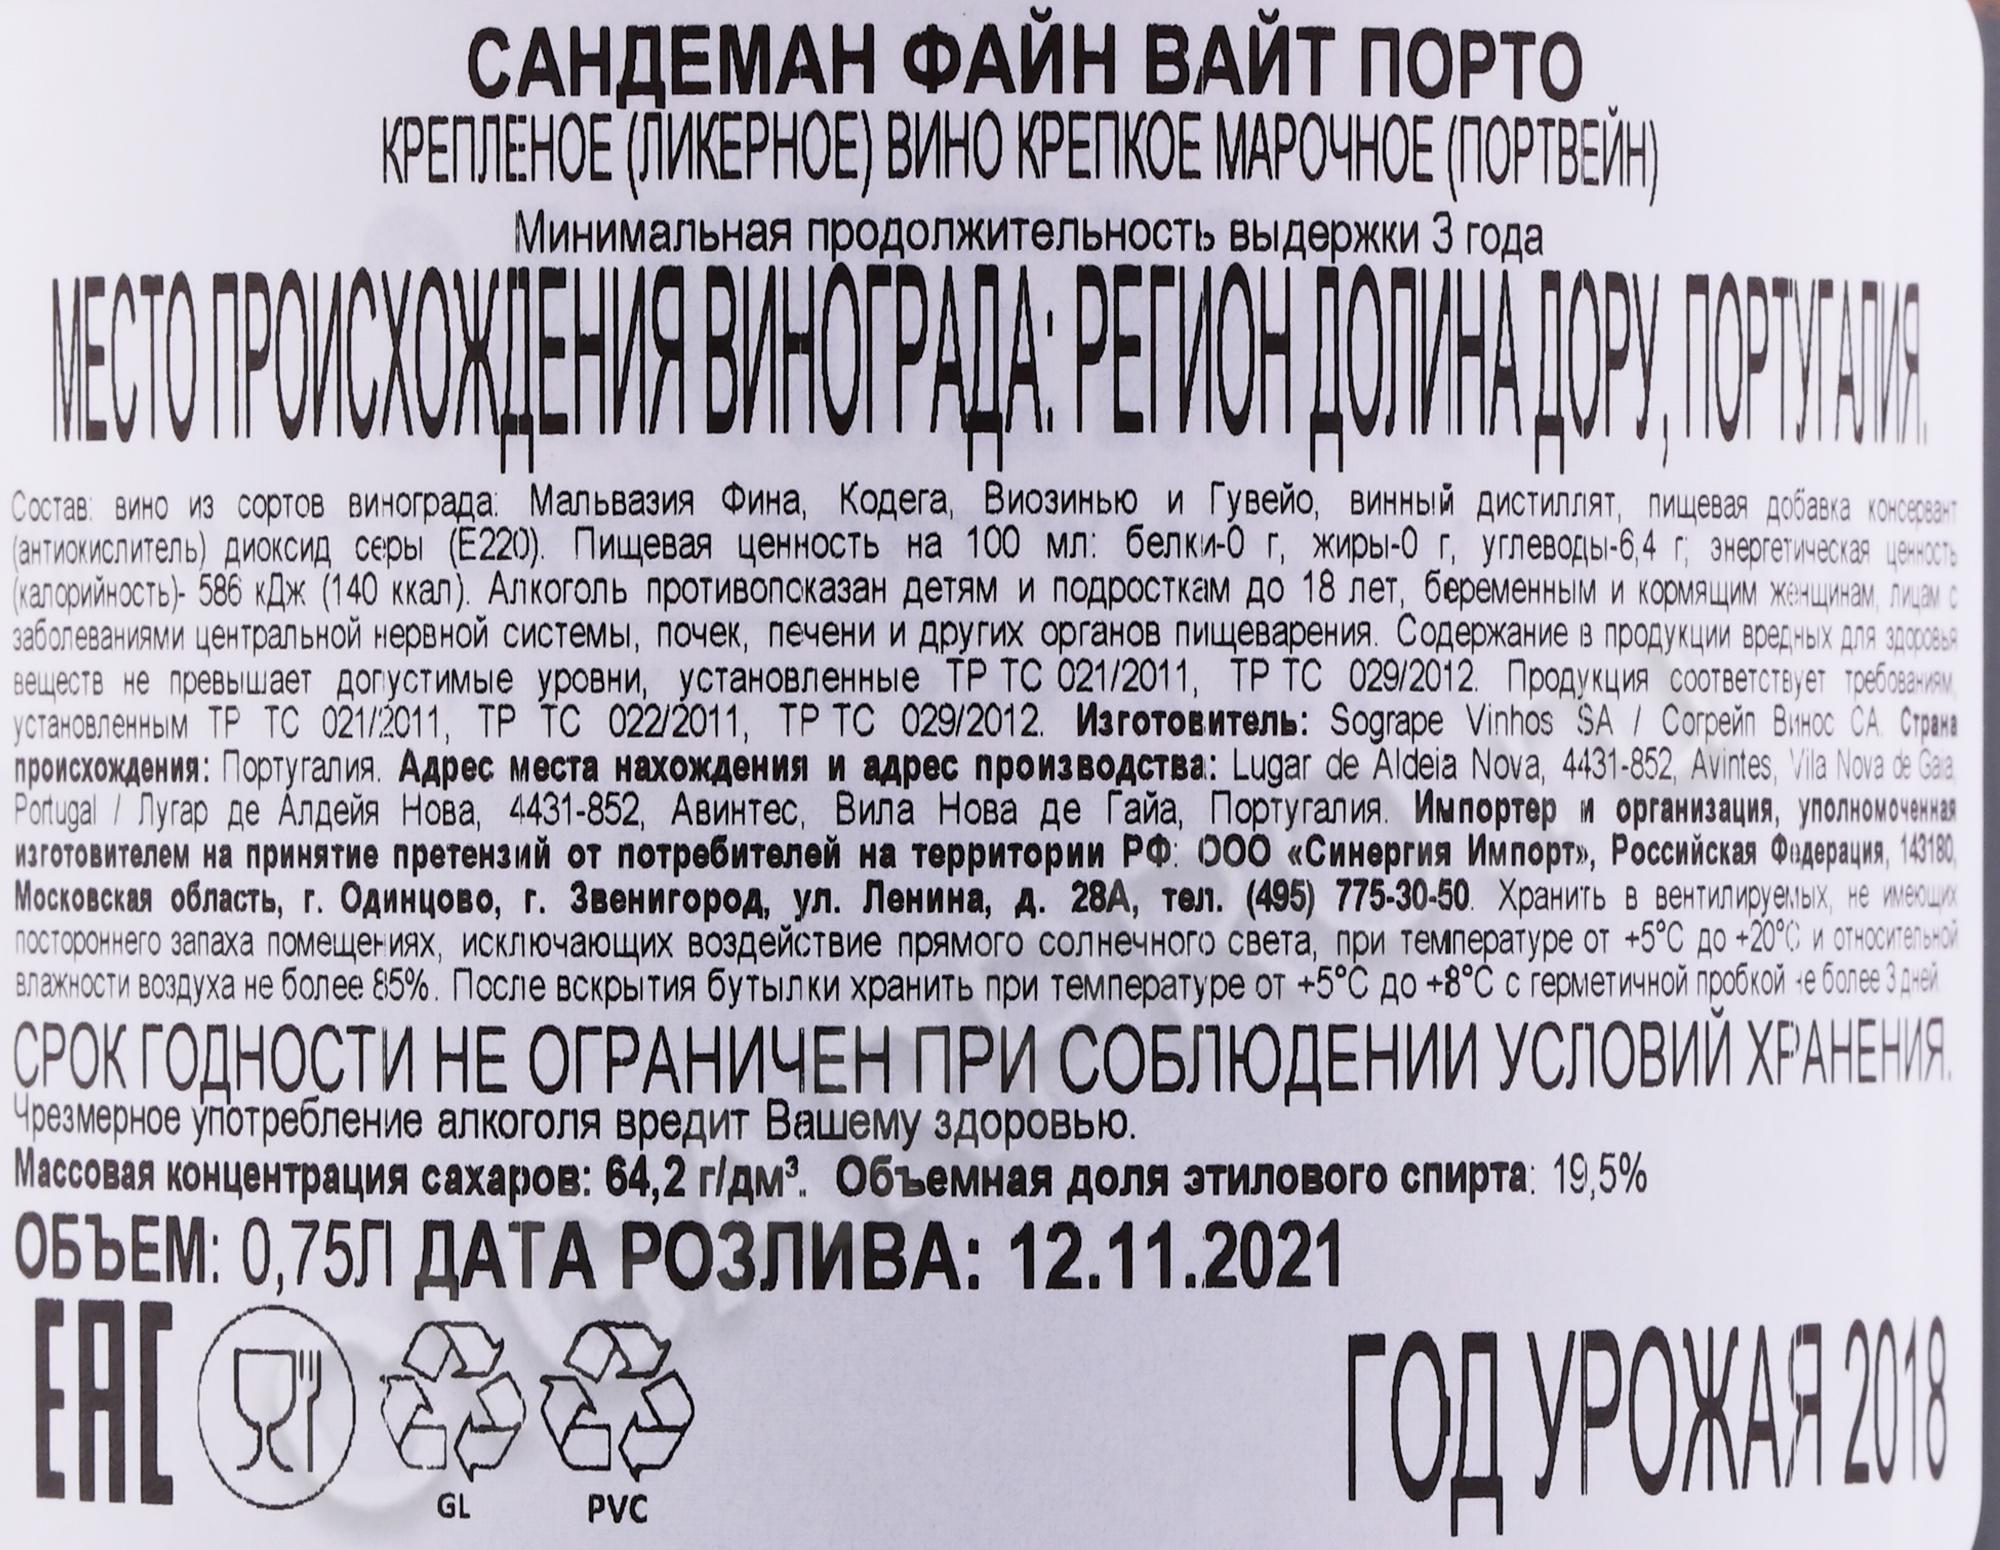 САНДЕМАН ФАЙН ВАЙТ ПОРТО
КРЕПЛЕНОЕ (ЛИКЕРНОЕ) ВИНО КРЕПКОЕ МАРОЧНОЕ (ПОРТВЕЙН)
Минимальная продолжительность выдержки 3 года
МЕСТО ПРОИСХОЖДЕНИЯ ВИНОГРАДА: РЕГИОН ДОЛИНА ДОРУ, ПОРТУГАЛИЯ.
Состав: вино из сортов винограда: Мальвазия Фина, Кодега, Виозинью и Гувейо, винный дистиллят, пищевая добавка консервант
(антиокислитель) диоксид серы (Е220). Пищевая ценность на 100 мл: белки-0 г, жиры-0 г, углеводы-6,4 г; энергетическая ценность
(калорийность)- 586 кДж (140 ккал). Алкоголь противопоказан детям и подросткам до 18 лет, беременным и кормящим женщинам, лицам с
заболеваниями центральной нервной системы, почек, печени и других органов пищеварения. Содержание в продукции вредных для здоровья
веществ не превышает допустимые уровни, установленные ТР ТС 021/2011, ТР ТС 029/2012. Продукция соответствует требованиям,
установленным ТР ТС 021/2011, ТР ТС 022/2011, ТР ТС 029/2012. Изготовитель: Sogrape Vinhos SA / Согрейп Винос СА. Страна
происхождения: Португалия. Адрес места нахождения и адрес производства: Lugar de Aldeia Nova, 4431-852, Avintes, Vila Nova de Gaia,
Portugal / Лугар де Алдейя Нова, 4431-852, Авинтес, Вила Нова де Гайа, Португалия. Импортер и организация, уполномоченная
изготовителем на принятие претензий от потребителей на территории РФ: ООО «Синергия Импорт», Российская Федерация, 143180,
Московская область, г. Одинцово, г. Звенигород, ул. Ленина, д. 28А, тел. (495) 775-30-50. Хранить в вентилируемых, не имеющих
постороннего запаха помещениях, исключающих воздействие прямого солнечного света, при температуре от +5°С до +20°С и относительной
влажности воздуха не более 85%. После вскрытия бутылки хранить при температуре от +5°С до +8°С с герметичной пробкой не более 3 дней.
СРОК ГОДНОСТИ НЕ ОГРАНИЧЕН ПРИ СОБЛЮДЕНИИ УСЛОВИЙ ХРАНЕНИЯ.
Чрезмерное употребление алкоголя вредит Вашему здоровью.
Массовая концентрация сахаров: 64,2 г/дм³. Объемная доля этилового спирта: 19,5%
ОБЪЕМ: 0,75Л ДАТА РОЗЛИВА: 12.11.2021
ЕАС
GL
PVC
ГОД УРОЖАЯ 2018